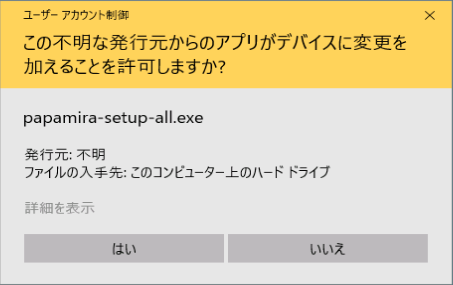 ユーザー アカウント制御
この不明な発行元からのアプリがデバイスに変更を
加えることを許可しますか?
papamira-setup-all.exe
発行元: 不明
ファイルの入手先: このコンピューター上のハード ドライブ
詳細を表示
はい
いいえ